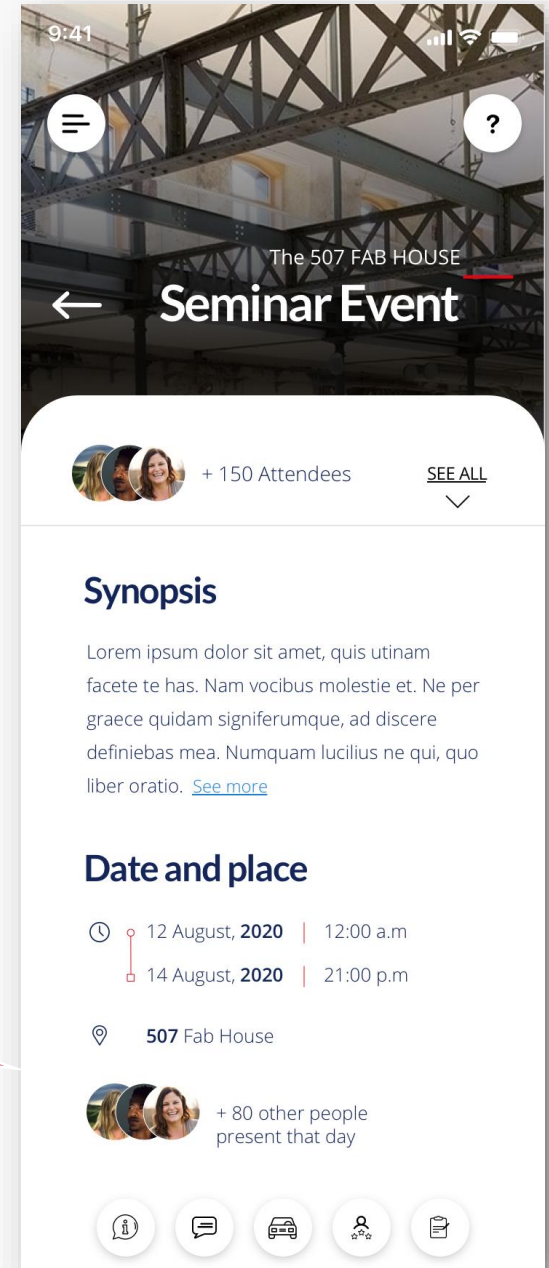 9:41
?
The 507 FAB HOUSE
Seminar Event
+ 150 Attendees
SEE ALL
Synopsis
Lorem ipsum dolor sit amet, quis utinam
facete te has. Nam vocibus molestie et. Ne per
graece quidam signiferumque, ad discere
definiebas mea. Numquam lucilius ne qui, quo
liber oratio. See more
Date and place
12 August, 2020 | 12:00 a.m
14 August, 2020 | 21:00 p.m
507 Fab House
+ 80 other people
present that day